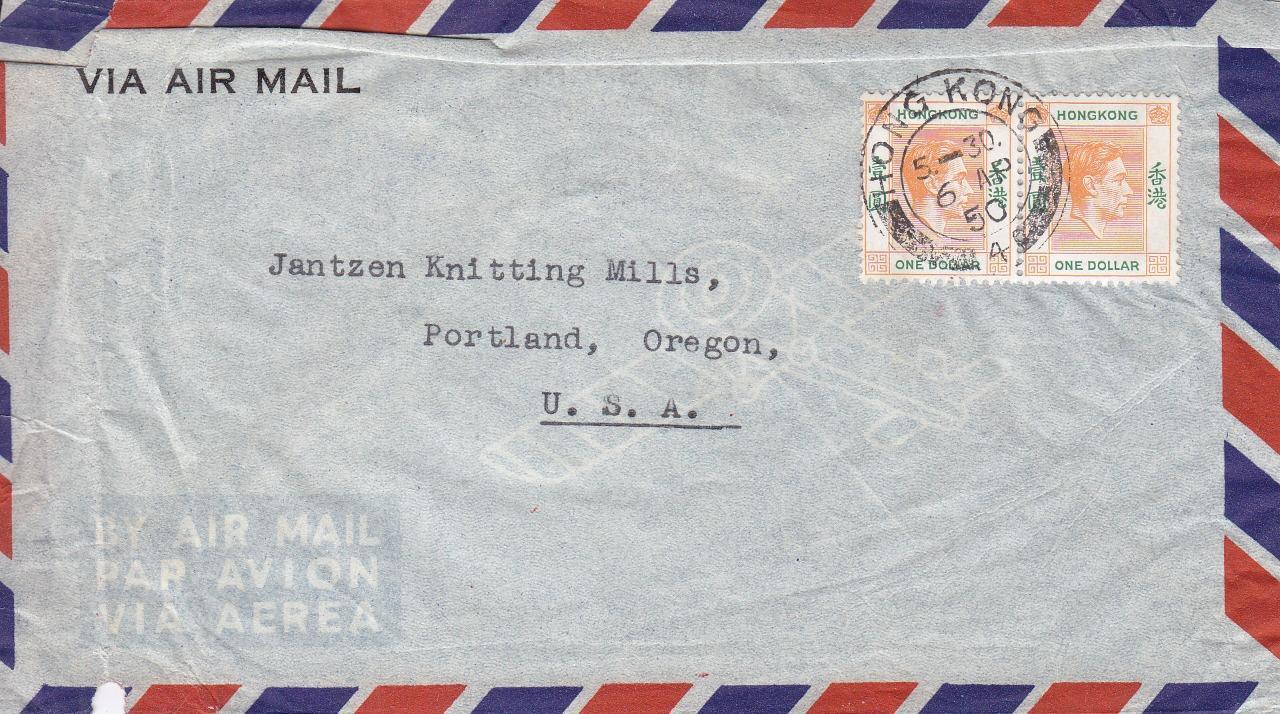 VIA AIR MAIL
HONG KONG
5-30
6 AP
50
HONGKONG
壹圓
香港
ONE DOLLAR
HONGKONG
壹圓
香港
ONE DOLLAR
Jantzen Knitting Mills,
Portland, Oregon,
U. S. A.
BY AIR MAIL
PAR AVION
VIA AEREA